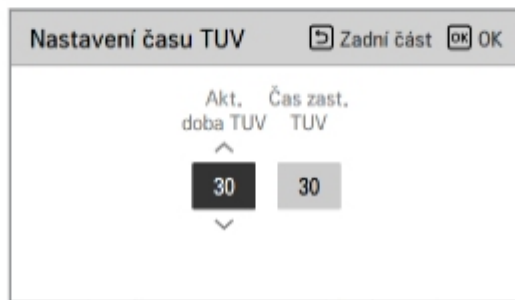 Nastavení času TUV Zadní část OK OK
Akt. Čas zast.
doba TUV TUV
30 30